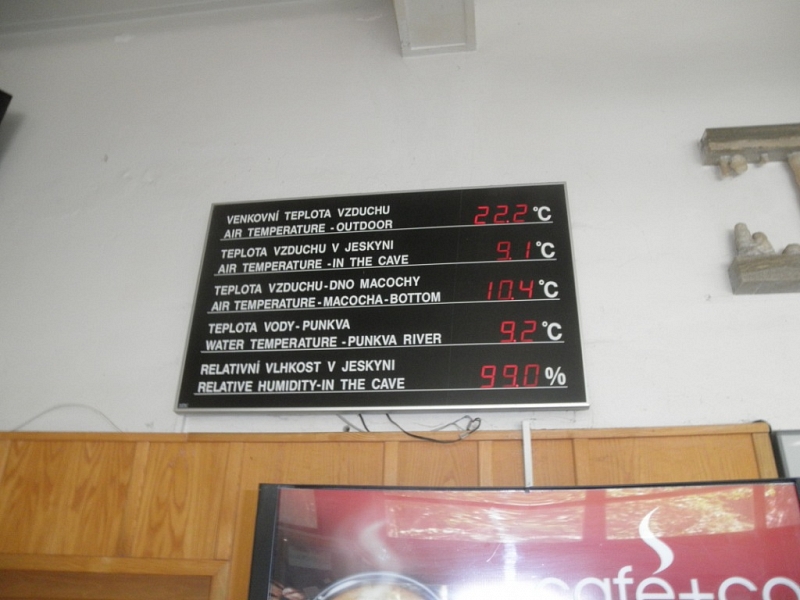 VENKOVNÍ TEPLOTA VZDUCHU 22.2 °C
AIR TEMPERATURE - OUTDOOR
TEPLOTA VZDUCHU V JESKYNI 9.1 °C
AIR TEMPERATURE - IN THE CAVE
TEPLOTA VZDUCHU - DNO MACOCHY 10.4 °C
AIR TEMPERATURE - MACOCHA - BOTTOM
TEPLOTA VODY - PUNKVA 9.2 °C
WATER TEMPERATURE - PUNKVA RIVER
RELATIVNÍ VLHKOST V JESKYNI 99.0 %
RELATIVE HUMIDITY - IN THE CAVE
café+co